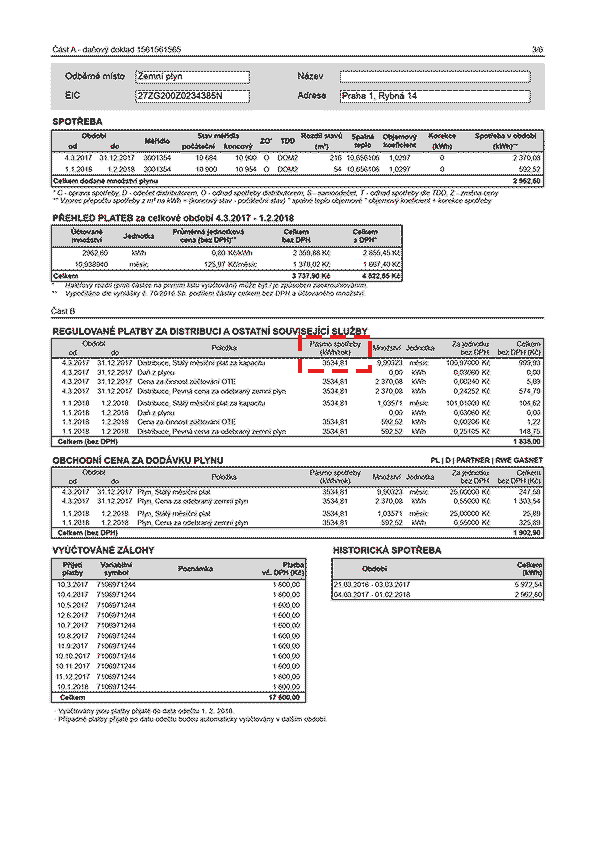 Část A - daňový doklad 1561561565 3/6
Odběrné místo Zemní plyn Název
EIC 27ZG200Z0234385N Adresa Praha 1, Rybná 14
SPOTŘEBA
Období Měřidlo Stav měřidla ZO* TDD Rozdíl stavů (m³) Spalné teplo Objemový koeficient Korekce (kWh) Spotřeba v období (kWh)**
od do počáteční koncový
4.3.2017 31.12.2017 3001354 10 684 10 900 O DOM2 216 10,656106 1,0297 0 2 370,08
1.1.2018 1.2.2018 3001354 10 900 10 954 O DOM2 54 10,656106 1,0297 0 592,52
Celkem dodané množství plynu 2 962,60
* C - oprava spotřeby, D - odečet distributorem, O - odhad spotřeby distributorem, S - samoodečet, T - odhad spotřeby dle TDD, Z - změna ceny
** Vzorec přepočtu spotřeby z m³ na kWh = (konečný stav - počáteční stav) * spalné teplo objemové * objemový koeficient + korekce spotřeby
PŘEHLED PLATEB za celkové období 4.3.2017 - 1.2.2018
Účtované množství Jednotka Průměrná jednotková cena (bez DPH)** Celkem bez DPH Celkem s DPH*
2962,60 kWh 0,80 Kč/kWh
10,938940 měsíc 125,97 Kč/měsíc
Celkem 3 737,90 Kč 4 522,85 Kč
* Haléřový rozdíl (proti částce na prvním listu vyúčtování) může být / je způsoben zaokrouhlováním.
** Vypočteno dle vyhlášky č. 70/2016 Sb. podílem částky celkem bez DPH a účtovaného množství.
Část B
REGULOVANÉ PLATBY ZA DISTRIBUCI A OSTATNÍ SOUVISEJÍCÍ SLUŽBY
Období Položka Pásmo spotřeby (kWh/rok) Množství Jednotka Za jednotku bez DPH Celkem bez DPH (Kč)
od do
4.3.2017 31.12.2017 Distribuce, Stálý měsíční plat za kapacitu 3534,81 9,90323 měsíc
4.3.2017 31.12.2017 Daň z plynu 0,00 kWh 0,03060 Kč 0,00
4.3.2017 31.12.2017 Cena za činnost zúčtování OTE 3534,81 2 370,08 kWh 0,00240 Kč 5,69
4.3.2017 31.12.2017 Distribuce, Pevná cena za odebraný zemní plyn 3534,81 2 370,08 kWh 0,24252 Kč 574,79
1.1.2018 1.2.2018 Distribuce, Stálý měsíční plat za kapacitu 3534,81 1,03571 měsíc 101,01000 Kč 104,62
1.1.2018 1.2.2018 Daň z plynu 0,00 kWh 0,03060 Kč 0,00
1.1.2018 1.2.2018 Cena za činnost zúčtování OTE 3534,81 592,52 kWh 0,00206 Kč 1,22
1.1.2018 1.2.2018 Distribuce, Pevná cena za odebraný zemní plyn 3534,81 592,52 kWh 0,25105 Kč 148,75
Celkem (bez DPH) 1 835,00
OBCHODNÍ CENA ZA DODÁVKU PLYNU PL | D | PARTNER | RWE GASNET
Období Položka Pásmo spotřeby (kWh/rok) Množství Jednotka Za jednotku bez DPH Celkem bez DPH (Kč)
od do
4.3.2017 31.12.2017 Plyn, Stálý měsíční plat 3534,81 9,90323 měsíc 25,00000 Kč 247,58
4.3.2017 31.12.2017 Plyn, Cena za odebraný zemní plyn 3534,81 2 370,08 kWh 0,55000 Kč 1 303,54
1.1.2018 1.2.2018 Plyn, Stálý měsíční plat 3534,81 1,03571 měsíc 25,00000 Kč 25,89
1.1.2018 1.2.2018 Plyn, Cena za odebraný zemní plyn 3534,81 592,52 kWh 0,55000 Kč 325,89
Celkem (bez DPH) 1 902,90
VYÚČTOVANÉ ZÁLOHY
Přijetí platby Variabilní symbol Poznámka Platba vč. DPH (Kč)
10.3.2017 7106971244 1 600,00
10.4.2017 7106971244 1 600,00
10.5.2017 7106971244 1 600,00
12.6.2017 7106971244 1 600,00
10.7.2017 7106971244 1 600,00
10.8.2017 7106971244 1 600,00
11.9.2017 7106971244 1 600,00
10.10.2017 7106971244 1 600,00
10.11.2017 7106971244 1 600,00
11.12.2017 7106971244 1 600,00
10.1.2018 7106971244 1 600,00
Celkem 17 600,00
- Vyúčtovány jsou platby přijaté do data odečtu 1. 2. 2018.
- Případné platby přijaté po datu odečtu budou automaticky vyúčtovány v dalším období.
HISTORICKÁ SPOTŘEBA
Období Celkem (kWh)
21.03.2016 - 03.03.2017
04.03.2017 - 01.02.2018 2 962,60